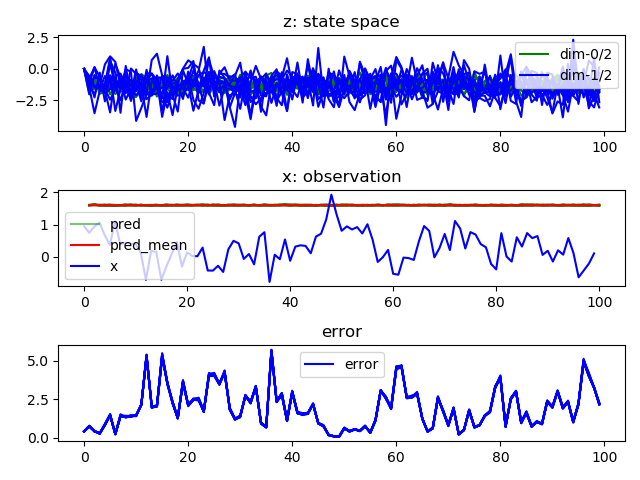 z: state space
2.5
0.0
−2.5
dim-0/2
dim-1/2
0 20 40 60 80 100
x: observation
2
1
0
pred
pred_mean
x
0 20 40 60 80 100
error
5.0
2.5
0.0
error
0 20 40 60 80 100